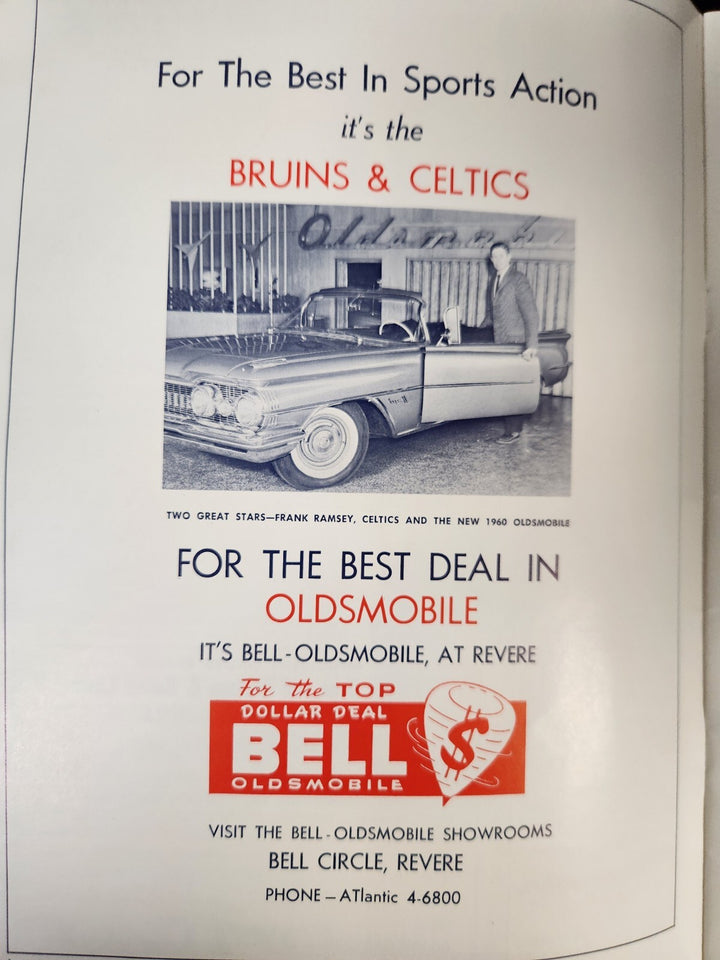 For The Best In Sports Action
it's the
BRUINS & CELTICS
Oldsmobi
TWO GREAT STARS—FRANK RAMSEY, CELTICS AND THE NEW 1960 OLDSMOBILE
FOR THE BEST DEAL IN
OLDSMOBILE
IT'S BELL-OLDSMOBILE, AT REVERE
For the TOP
DOLLAR DEAL
BELL
OLDSMOBILE
$
VISIT THE BELL-OLDSMOBILE SHOWROOMS
BELL CIRCLE, REVERE
PHONE — ATlantic 4-6800